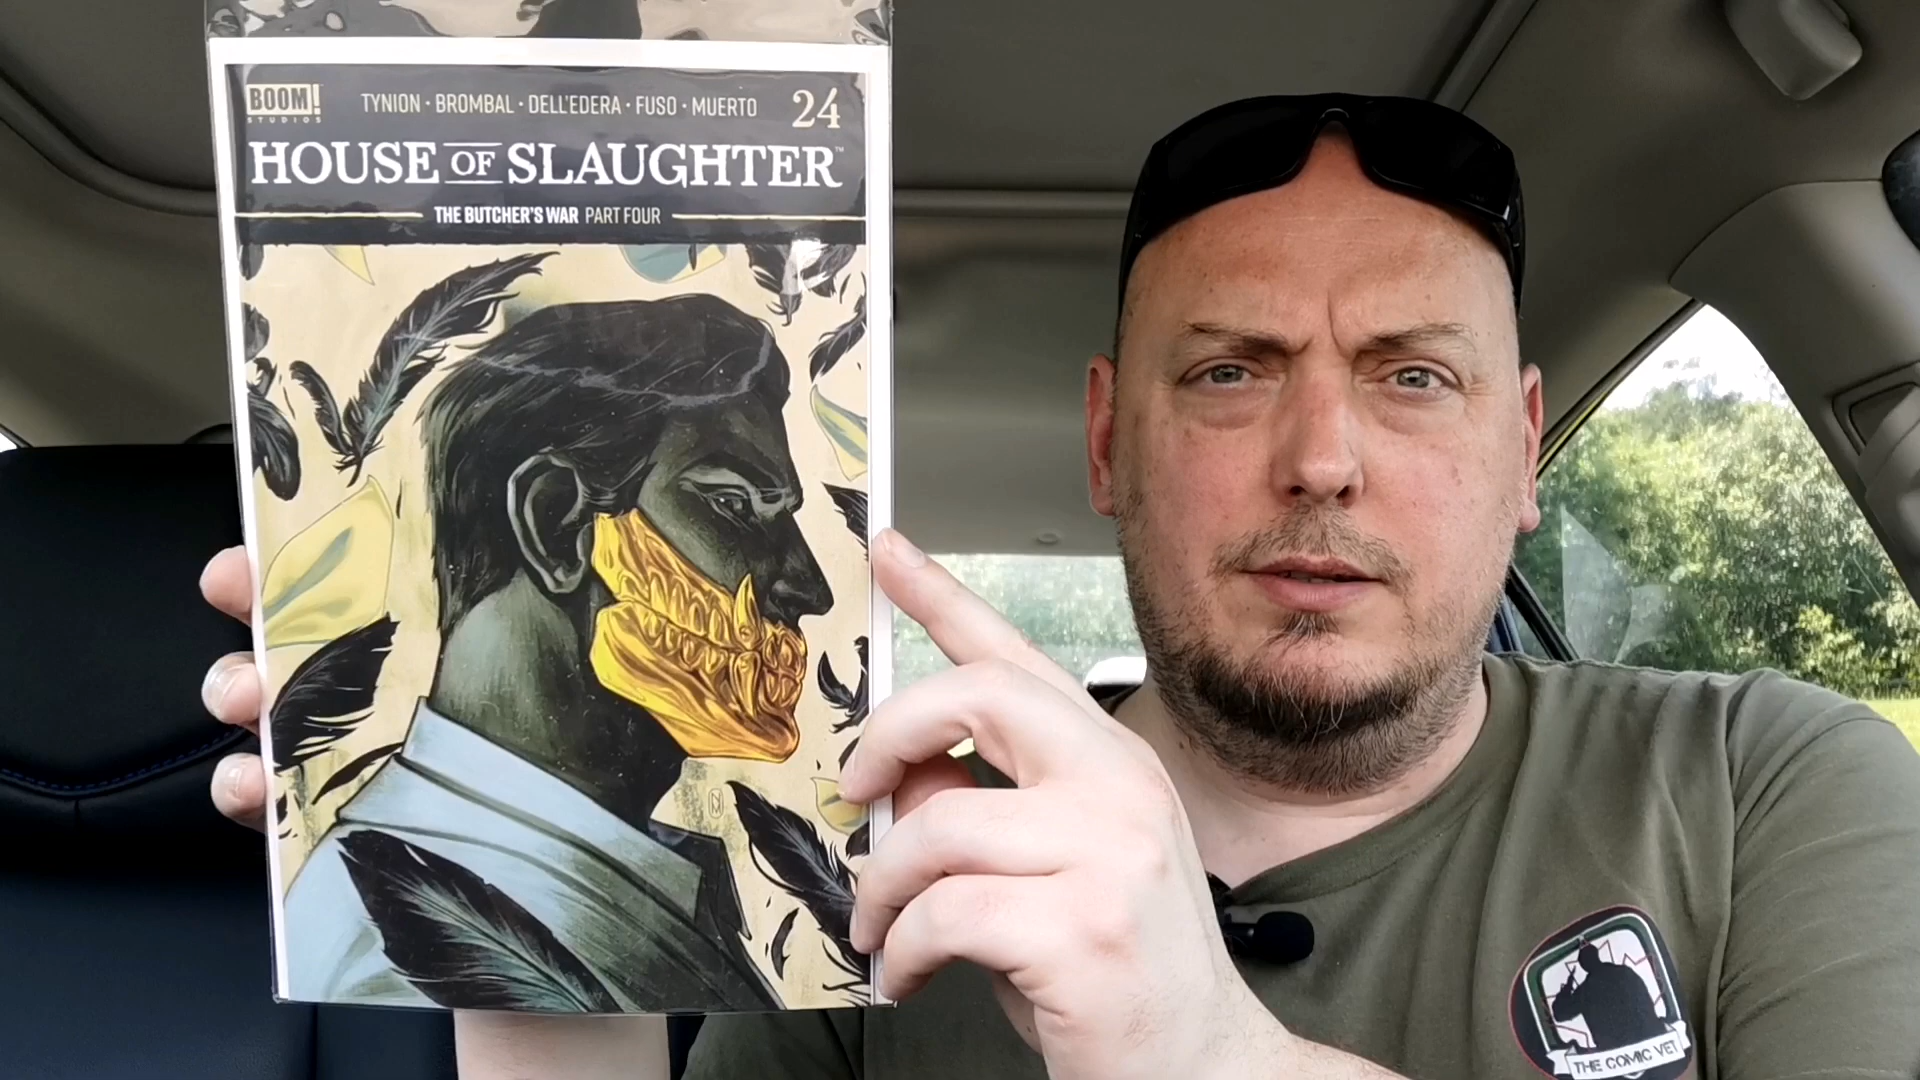 BOOM!
STUDIOS
TYNION · BROMBAL · DELL'EDERA · FUSO · MUERTO
24
HOUSE OF SLAUGHTER™
THE BUTCHER'S WAR PART FOUR
THE COMIC VET